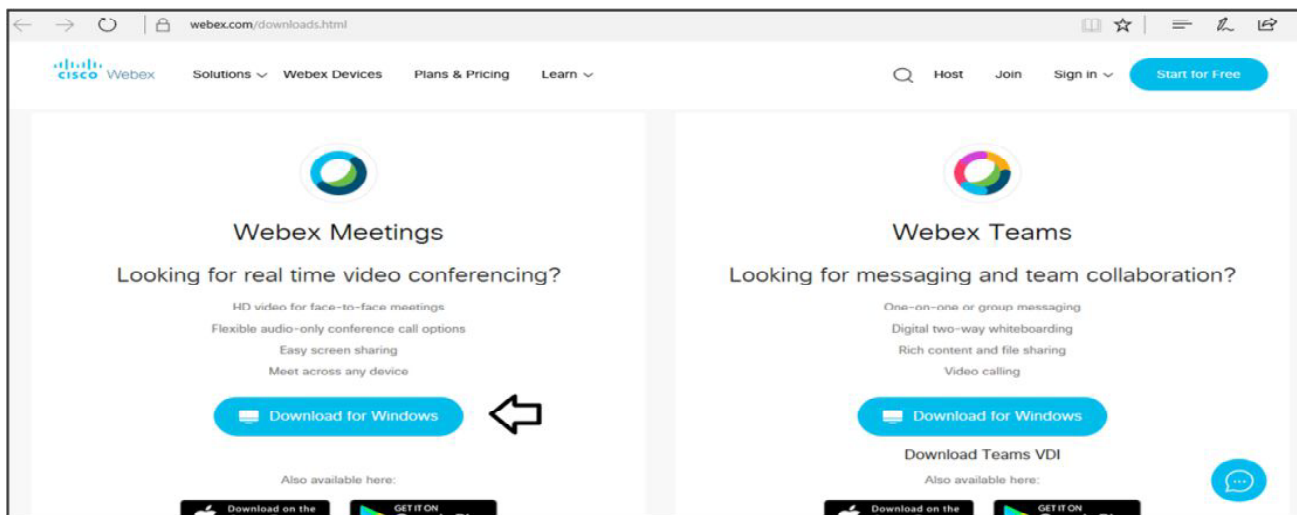 webex.com/downloads.html
cisco Webex Solutions Webex Devices Plans & Pricing Learn Host Join Sign in Start for Free
Webex Meetings
Looking for real time video conferencing?
HD video for face-to-face meetings
Flexible audio-only conference call options
Easy screen sharing
Meet across any device
Download for Windows
Also available here:
Download on the
GET IT ON
Webex Teams
Looking for messaging and team collaboration?
One-on-one or group messaging
Digital two-way whiteboarding
Rich content and file sharing
Video calling
Download for Windows
Download Teams VDI
Also available here:
Download on the
GET IT ON